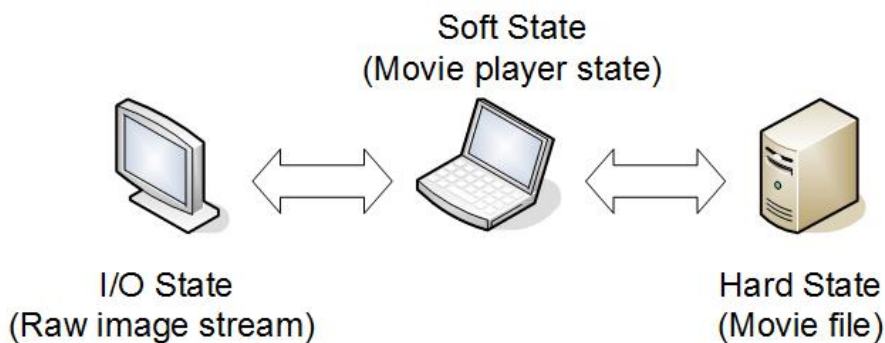 Soft State
(Movie player state)
I/O State
(Raw image stream)
Hard State
(Movie file)